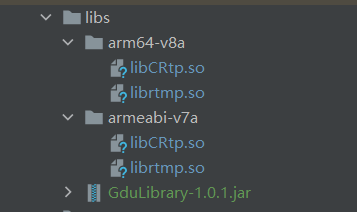 libs
arm64-v8a
libCRtp.so
librtmp.so
armeabi-v7a
libCRtp.so
librtmp.so
GduLibrary-1.0.1.jar